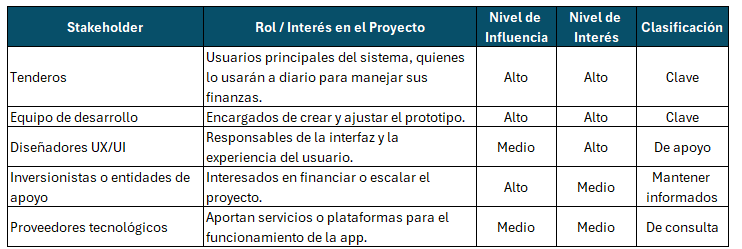 Stakeholder Rol / Interés en el Proyecto Nivel de Influencia Nivel de Interés Clasificación
Tenderos Usuarios principales del sistema, quienes lo usarán a diario para manejar sus finanzas. Alto Alto Clave
Equipo de desarrollo Encargados de crear y ajustar el prototipo. Alto Alto Clave
Diseñadores UX/UI Responsables de la interfaz y la experiencia del usuario. Medio Alto De apoyo
Inversionistas o entidades de apoyo Interesados en financiar o escalar el proyecto. Alto Medio Mantener informados
Proveedores tecnológicos Aportan servicios o plataformas para el funcionamiento de la app. Medio Medio De consulta